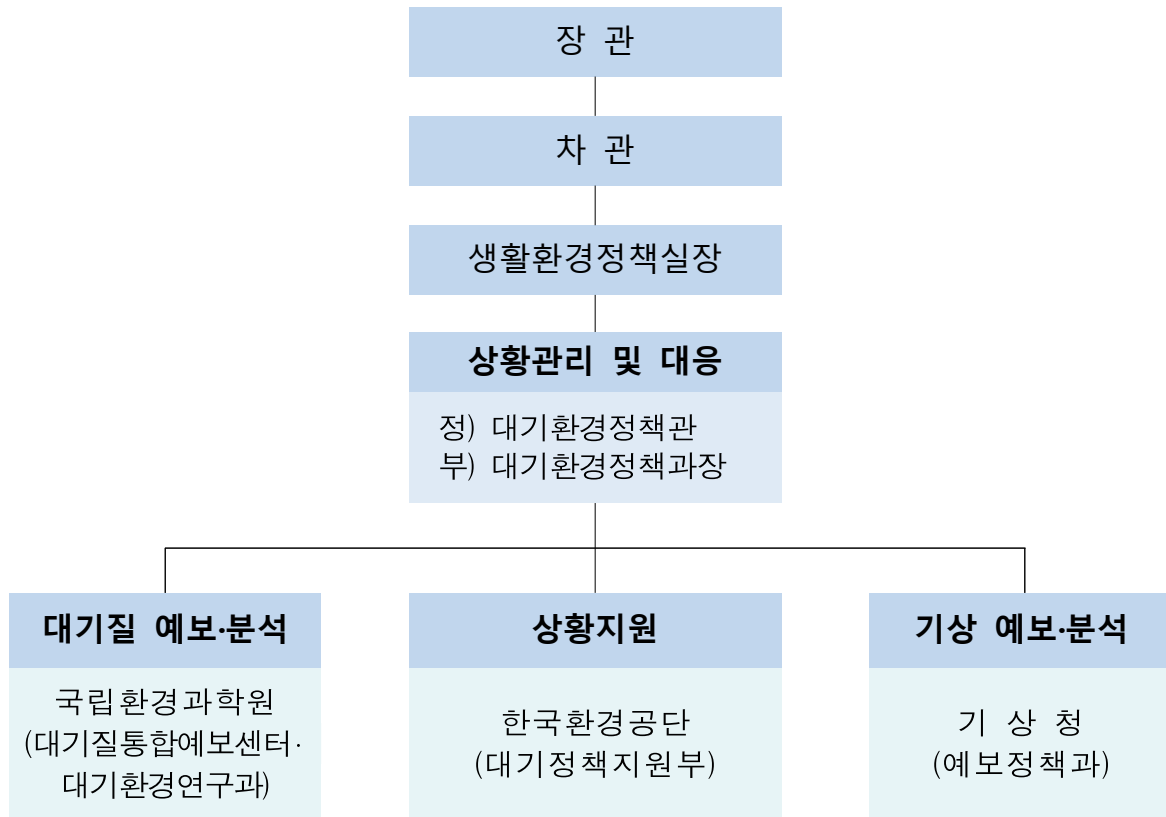 장 관
차 관
생활환경정책실장
상황관리 및 대응
정) 대기환경정책관
부) 대기환경정책과장
대기질 예보·분석
국립환경과학원
(대기질통합예보센터·
대기환경연구과)
상황지원
한국환경공단
(대기정책지원부)
기상 예보·분석
기 상 청
(예보정책과)